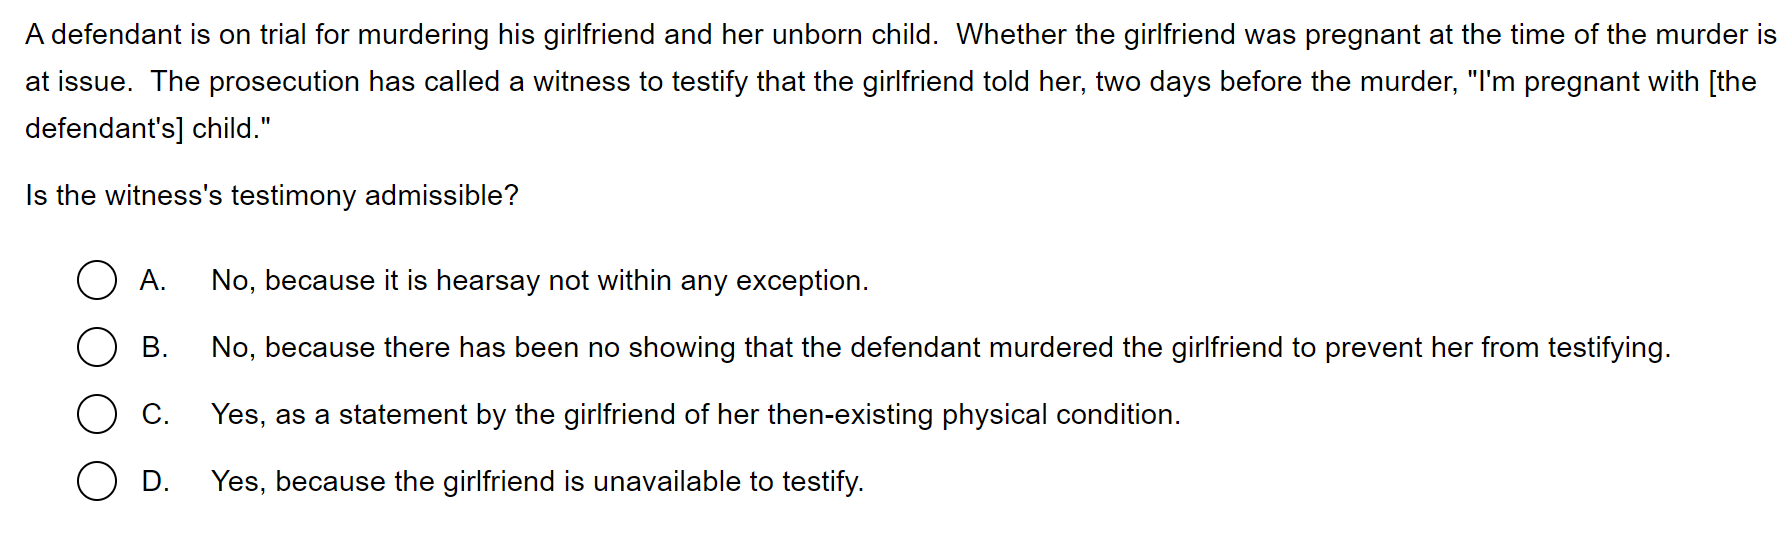 A defendant is on trial for murdering his girlfriend and her unborn child.  Whether the girlfriend was pregnant at the time of the murder is
at issue.  The prosecution has called a witness to testify that the girlfriend told her, two days before the murder, "I'm pregnant with [the
defendant's] child."
Is the witness's testimony admissible?
A. No, because it is hearsay not within any exception.
B. No, because there has been no showing that the defendant murdered the girlfriend to prevent her from testifying.
C. Yes, as a statement by the girlfriend of her then-existing physical condition.
D. Yes, because the girlfriend is unavailable to testify.